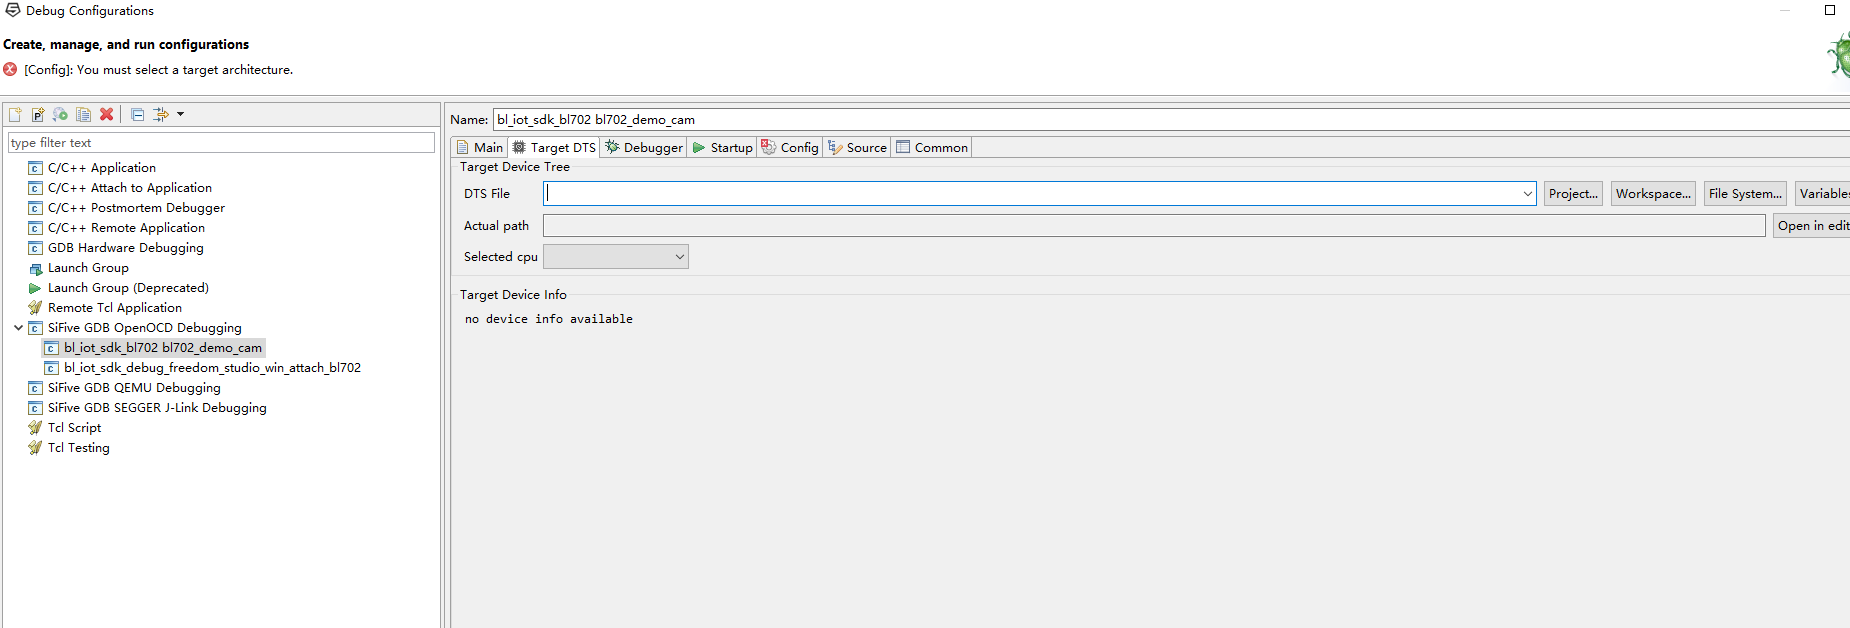 Debug Configurations
Create, manage, and run configurations
[Config]: You must select a target architecture.
type filter text
C/C++ Application
C/C++ Attach to Application
C/C++ Postmortem Debugger
C/C++ Remote Application
GDB Hardware Debugging
Launch Group
Launch Group (Deprecated)
Remote Tcl Application
SiFive GDB OpenOCD Debugging
bl_iot_sdk_bl702 bl702_demo_cam
bl_iot_sdk_debug_freedom_studio_win_attach_bl702
SiFive GDB QEMU Debugging
SiFive GDB SEGGER J-Link Debugging
Tcl Script
Tcl Testing
Name: bl_iot_sdk_bl702 bl702_demo_cam
Main Target DTS Debugger Startup Config Source Common
Target Device Tree
DTS File Project... Workspace... File System... Variables
Actual path Open in edit
Selected cpu
Target Device Info
no device info available